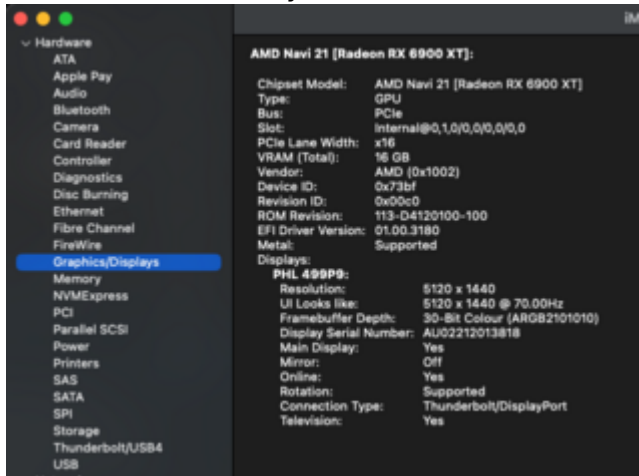 iM
Hardware
ATA
Apple Pay
Audio
Bluetooth
Camera
Card Reader
Controller
Diagnostics
Disc Burning
Ethernet
Fibre Channel
FireWire
Graphics/Displays
Memory
NVMExpress
PCI
Parallel SCSI
Power
Printers
SAS
SATA
SPI
Storage
Thunderbolt/USB4
USB
AMD Navi 21 [Radeon RX 6900 XT]:
Chipset Model: AMD Navi 21 [Radeon RX 6900 XT]
Type: GPU
Bus: PCIe
Slot: Internal@0,1,0/0,0/0,0/0,0
PCIe Lane Width: x16
VRAM (Total): 16 GB
Vendor: AMD (0x1002)
Device ID: 0x73bf
Revision ID: 0x00c0
ROM Revision: 113-D4120100-100
EFI Driver Version: 01.00.3180
Metal: Supported
Displays:
PHL 499P9:
Resolution: 5120 x 1440
UI Looks like: 5120 x 1440 @ 70.00Hz
Framebuffer Depth: 30-Bit Colour (ARGB2101010)
Display Serial Number: AU02212013818
Main Display: Yes
Mirror: Off
Online: Yes
Rotation: Supported
Connection Type: Thunderbolt/DisplayPort
Television: Yes